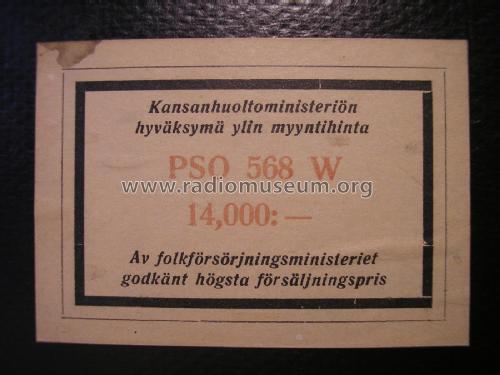 Kansanhuoltoministeriön
hyväksymä ylin myyntihinta
PSO 568 W
www.radiomuseum.org
14,000:—
Av folkförsörjningsministeriet
godkänt högsta försäljningspris